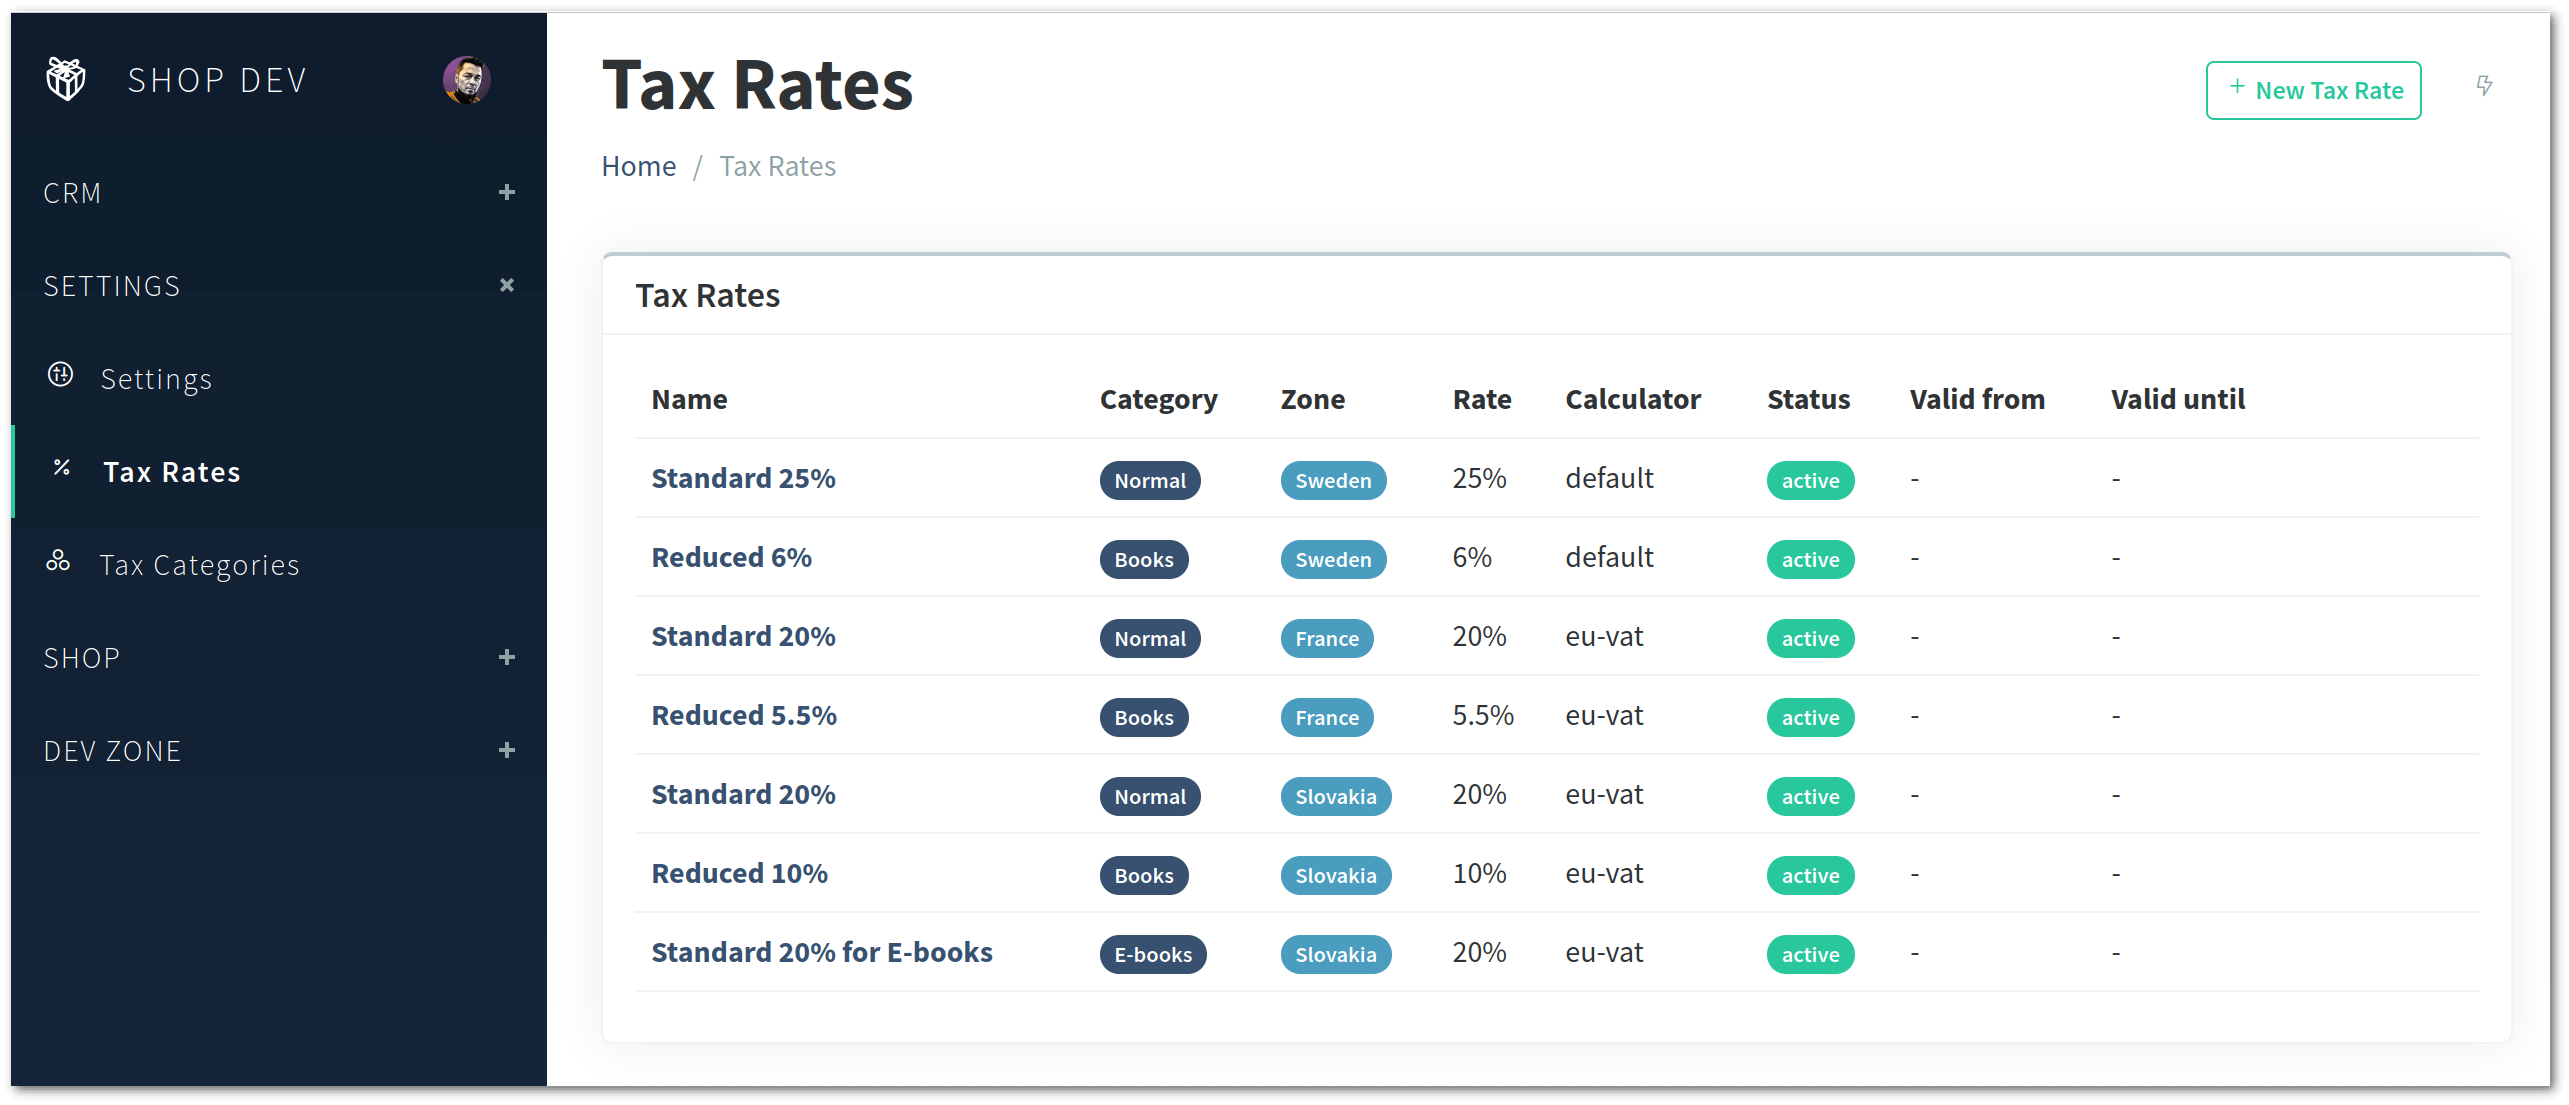 SHOP DEV
CRM
SETTINGS
Settings
Tax Rates
Tax Categories
SHOP
DEV ZONE
Tax Rates
New Tax Rate
Home / Tax Rates
Tax Rates
Name Category Zone Rate Calculator Status Valid from Valid until
Standard 25% Normal Sweden 25% default active - -
Reduced 6% Books Sweden 6% default active - -
Standard 20% Normal France 20% eu-vat active - -
Reduced 5.5% Books France 5.5% eu-vat active - -
Standard 20% Normal Slovakia 20% eu-vat active - -
Reduced 10% Books Slovakia 10% eu-vat active - -
Standard 20% for E-books E-books Slovakia 20% eu-vat active - -